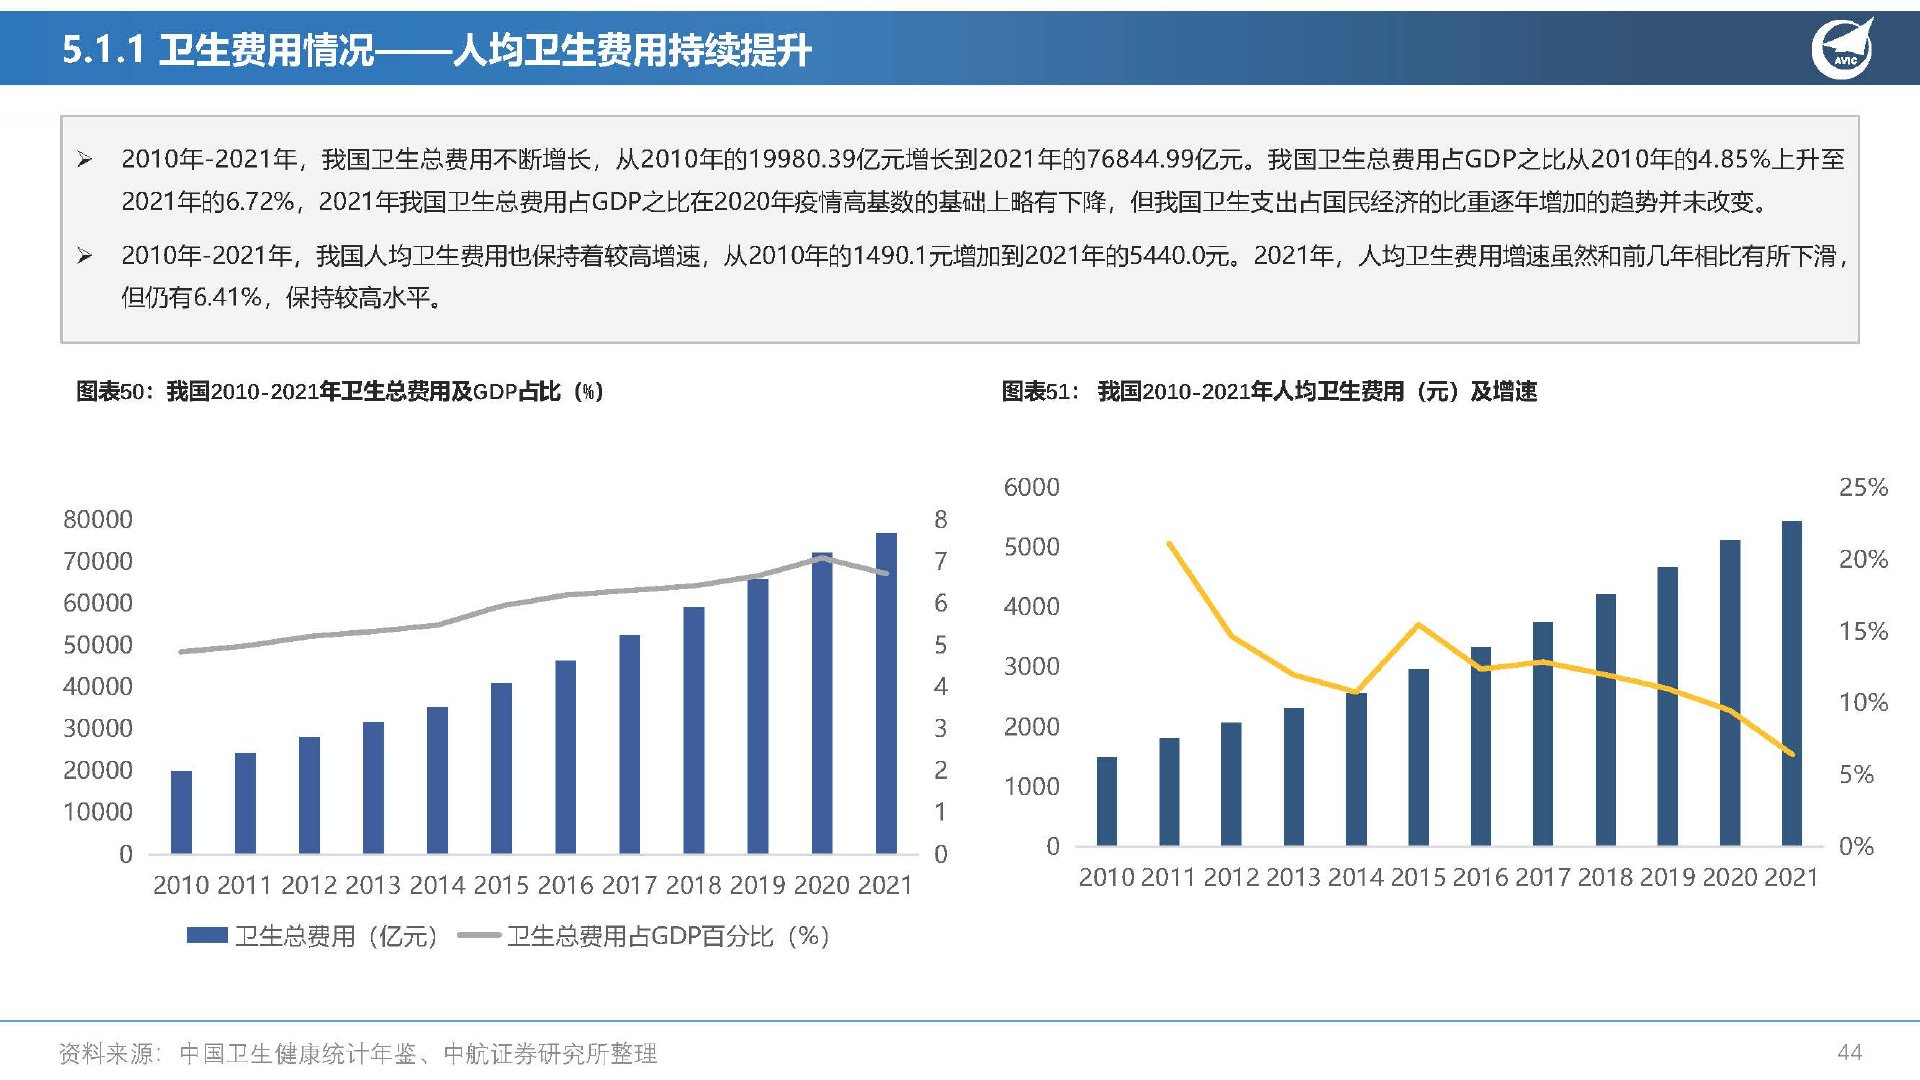 5.1.1 卫生费用情况——人均卫生费用持续提升
AVIC
➢ 2010年-2021年，我国卫生总费用不断增长，从2010年的19980.39亿元增长到2021年的76844.99亿元。我国卫生总费用占GDP之比从2010年的4.85%上升至
2021年的6.72%，2021年我国卫生总费用占GDP之比在2020年疫情高基数的基础上略有下降，但我国卫生支出占国民经济的比重逐年增加的趋势并未改变。
➢ 2010年-2021年，我国人均卫生费用也保持着较高增速，从2010年的1490.1元增加到2021年的5440.0元。2021年，人均卫生费用增速虽然和前几年相比有所下滑，
但仍有6.41%，保持较高水平。
图表50：我国2010-2021年卫生总费用及GDP占比（%）
80000
70000
60000
50000
40000
30000
20000
10000
0
8
7
6
5
4
3
2
1
0
2010 2011 2012 2013 2014 2015 2016 2017 2018 2019 2020 2021
卫生总费用（亿元） 卫生总费用占GDP百分比（%）
图表51： 我国2010-2021年人均卫生费用（元）及增速
6000
5000
4000
3000
2000
1000
0
25%
20%
15%
10%
5%
0%
2010 2011 2012 2013 2014 2015 2016 2017 2018 2019 2020 2021
资料来源：中国卫生健康统计年鉴、中航证券研究所整理
44